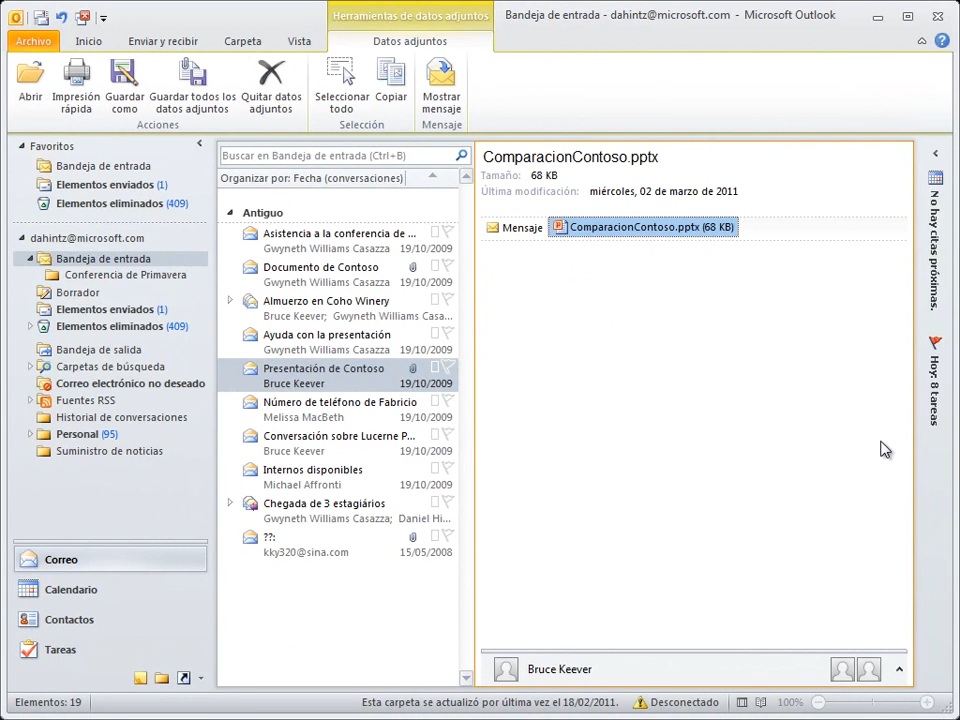 Herramientas de datos adjuntos
Bandeja de entrada - dahintz@microsoft.com - Microsoft Outlook
Archivo
Inicio
Enviar y recibir
Carpeta
Vista
Datos adjuntos
Abrir
Impresión rápida
Guardar como
Guardar todos los datos adjuntos
Quitar datos adjuntos
Seleccionar todo
Copiar
Mostrar mensaje
Acciones
Selección
Mensaje
Favoritos
Bandeja de entrada
Elementos enviados (1)
Elementos eliminados (409)
dahintz@microsoft.com
Bandeja de entrada
Conferencia de Primavera
Borrador
Elementos enviados (1)
Elementos eliminados (409)
Bandeja de salida
Carpetas de búsqueda
Correo electrónico no deseado
Fuentes RSS
Historial de conversaciones
Personal (95)
Suministro de noticias
Correo
Calendario
Contactos
Tareas
Buscar en Bandeja de entrada (Ctrl+B)
Organizar por: Fecha (conversaciones)
Antiguo
Asistencia a la conferencia de ...
Gwyneth Williams Casazza 19/10/2009
Documento de Contoso
Gwyneth Williams Casazza 19/10/2009
Almuerzo en Coho Winery
Bruce Keever; Gwyneth Williams Casa...
Ayuda con la presentación
Gwyneth Williams Casazza 19/10/2009
Presentación de Contoso
Bruce Keever 19/10/2009
Número de teléfono de Fabricio
Melissa MacBeth 19/10/2009
Conversación sobre Lucerne P...
Bruce Keever 19/10/2009
Internos disponibles
Michael Affronti 19/10/2009
Chegada de 3 estagiários
Gwyneth Williams Casazza; Daniel Hi...
??:
kky320@sina.com 15/05/2008
ComparacionContoso.pptx
Tamaño: 68 KB
Última modificación: miércoles, 02 de marzo de 2011
Mensaje
ComparacionContoso.pptx (68 KB)
Bruce Keever
No hay citas próximas.
Hoy: 8 tareas
Elementos: 19
Esta carpeta se actualizó por última vez el 18/02/2011.
Desconectado
100%